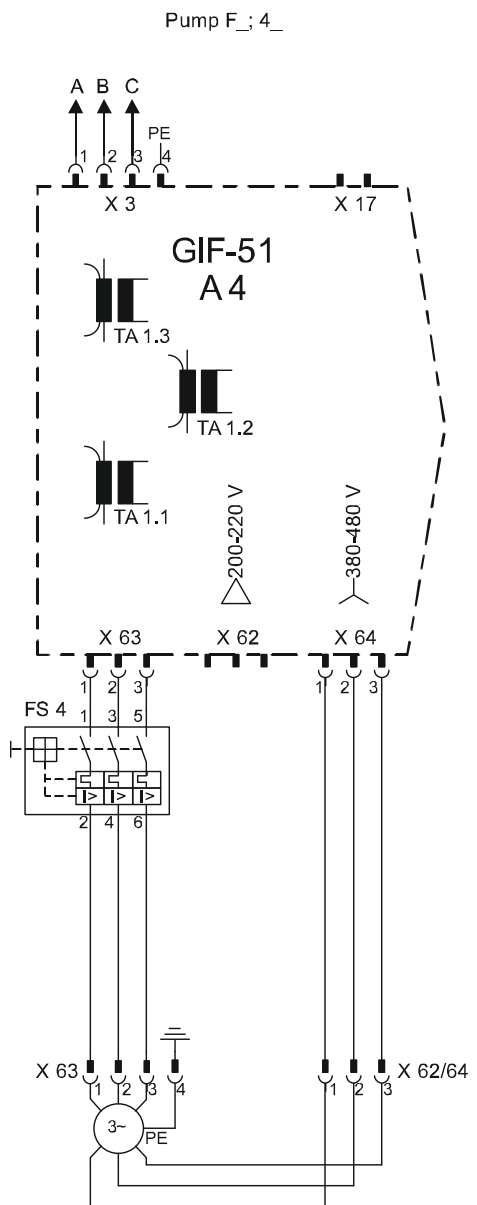 Pump F_; 4_
A B C
PE
1 2 3 4
X 3 X 17
GIF-51
A 4
TA 1.3
TA 1.2
TA 1.1
200-220 V
380-480 V
X 63 X 62 X 64
1 2 3 1 2 3
FS 4 1 3 5
I> I> I>
2 4 6
X 63 X 62/64
1 2 3 4 1 2 3
3~ PE